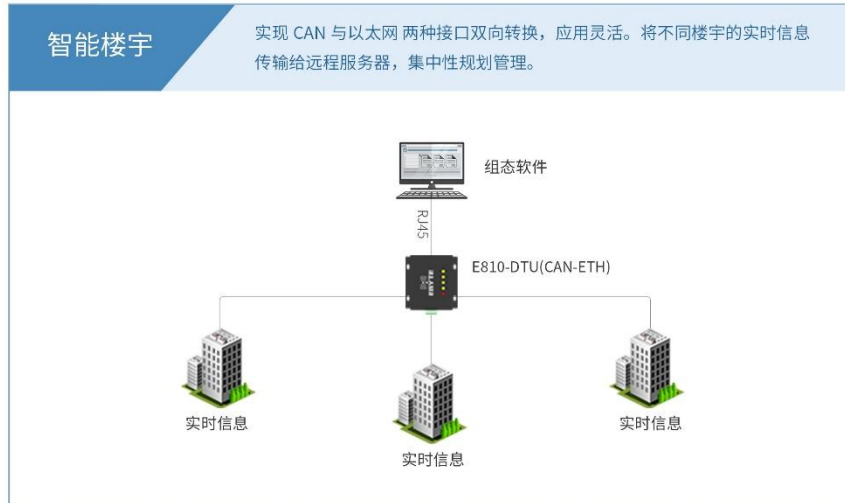 智能楼宇
实现 CAN 与以太网 两种接口双向转换，应用灵活。将不同楼宇的实时信息
传输给远程服务器，集中性规划管理。
组态软件
RJ45
E810-DTU(CAN-ETH)
实时信息
实时信息
实时信息